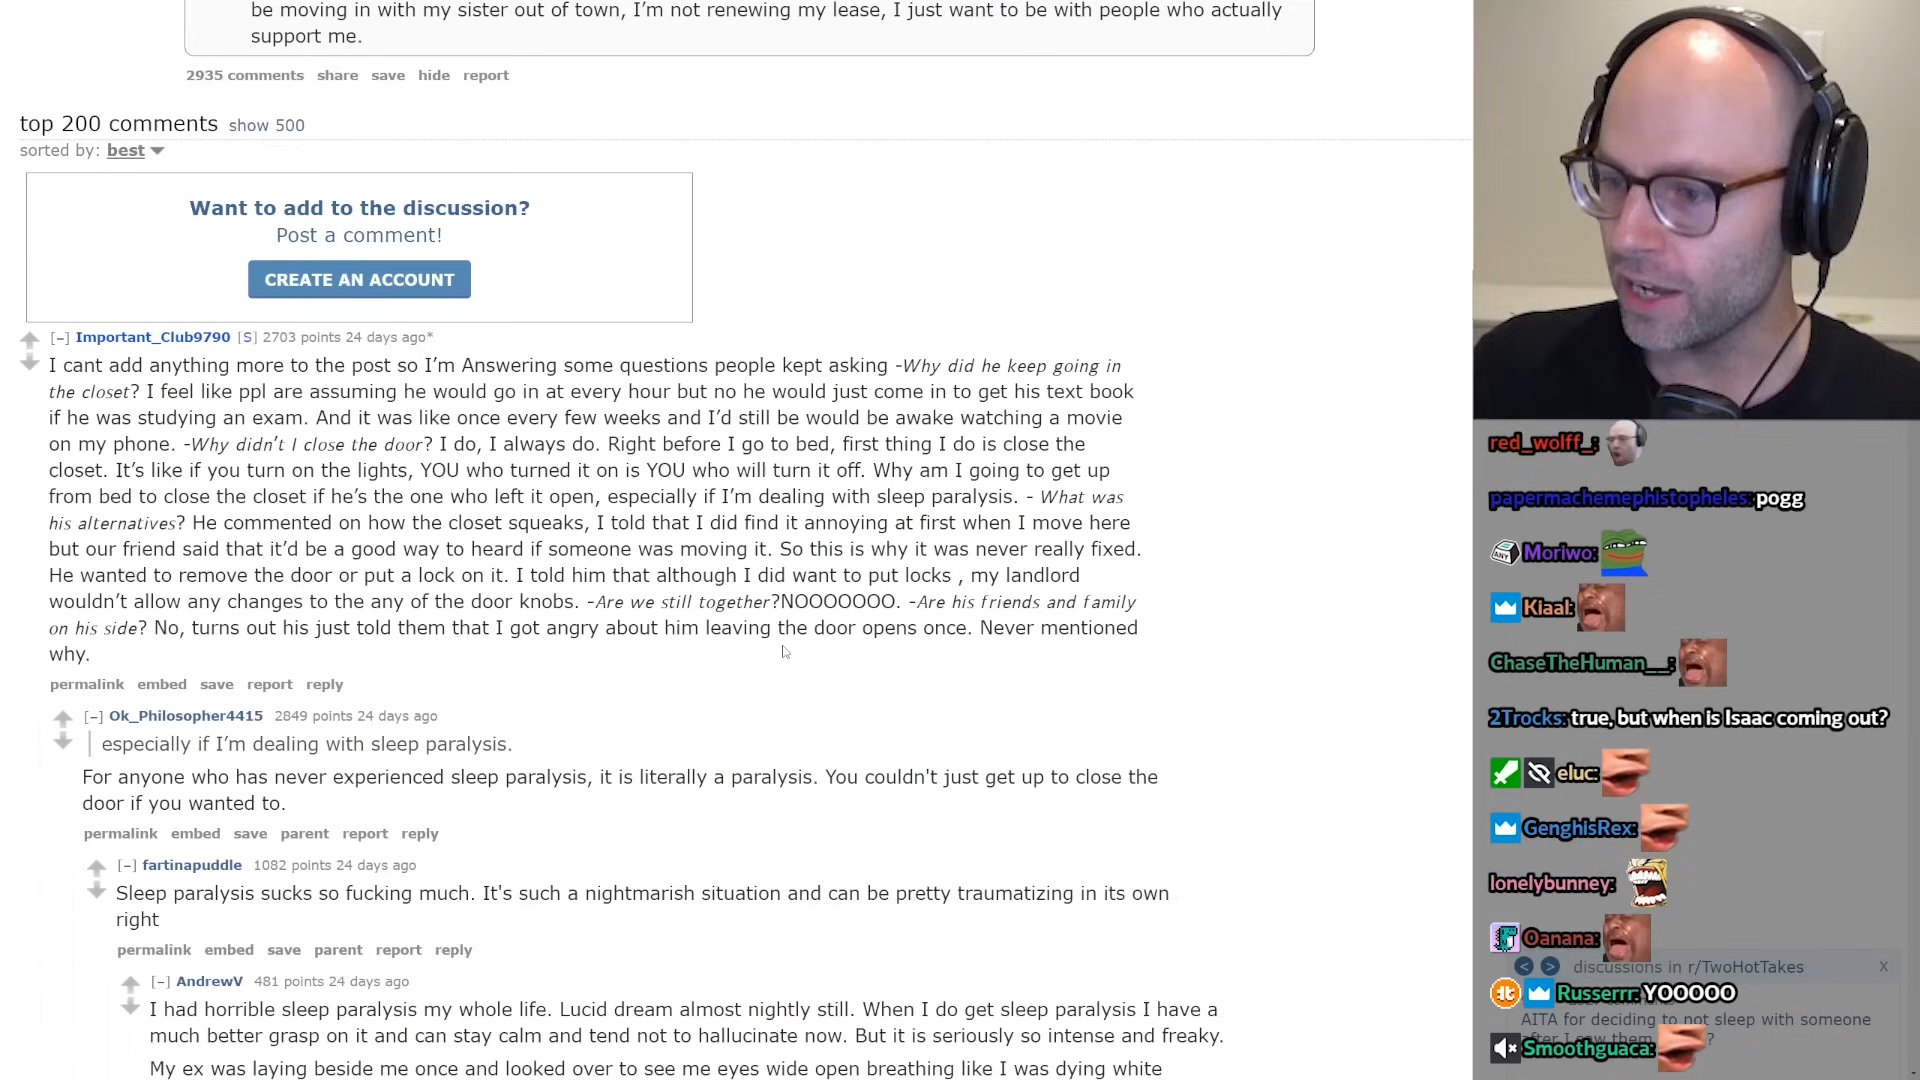 be moving in with my sister out of town, I’m not renewing my lease, I just want to be with people who actually
support me.
2935 comments share save hide report
top 200 comments show 500
sorted by: best
Want to add to the discussion?
Post a comment!
CREATE AN ACCOUNT
[–] Important_Club9790 [S] 2703 points 24 days ago*
I cant add anything more to the post so I’m Answering some questions people kept asking -Why did he keep going in
the closet? I feel like ppl are assuming he would go in at every hour but no he would just come in to get his text book
if he was studying an exam. And it was like once every few weeks and I’d still be would be awake watching a movie
on my phone. -Why didn’t I close the door? I do, I always do. Right before I go to bed, first thing I do is close the
closet. It’s like if you turn on the lights, YOU who turned it on is YOU who will turn it off. Why am I going to get up
from bed to close the closet if he’s the one who left it open, especially if I’m dealing with sleep paralysis. - What was
his alternatives? He commented on how the closet squeaks, I told that I did find it annoying at first when I move here
but our friend said that it’d be a good way to heard if someone was moving it. So this is why it was never really fixed.
He wanted to remove the door or put a lock on it. I told him that although I did want to put locks , my landlord
wouldn’t allow any changes to the any of the door knobs. -Are we still together?NOOOOOOO. -Are his friends and family
on his side? No, turns out his just told them that I got angry about him leaving the door opens once. Never mentioned
why.
permalink embed save report reply
[–] Ok_Philosopher4415 2849 points 24 days ago
especially if I’m dealing with sleep paralysis.
For anyone who has never experienced sleep paralysis, it is literally a paralysis. You couldn't just get up to close the
door if you wanted to.
permalink embed save parent report reply
[–] fartinapuddle 1082 points 24 days ago
Sleep paralysis sucks so fucking much. It's such a nightmarish situation and can be pretty traumatizing in its own
right
permalink embed save parent report reply
[–] AndrewV 481 points 24 days ago
I had horrible sleep paralysis my whole life. Lucid dream almost nightly still. When I do get sleep paralysis I have a
much better grasp on it and can stay calm and tend not to hallucinate now. But it is seriously so intense and freaky.
My ex was laying beside me once and looked over to see me eyes wide open breathing like I was dying white
red_wolff_:
papermachemephistopheles: pogg
ANY Moriwo:
Kiaal:
ChaseTheHuman__:
2Trocks: true, but when is Isaac coming out?
eluc:
GenghisRex:
lonelybunney:
Oanana:
< > discussions in r/TwoHotTakes X
Russerrr: YOOOOO
AITA for deciding to not sleep with someone
after I saw them ?
Smoothguaca: